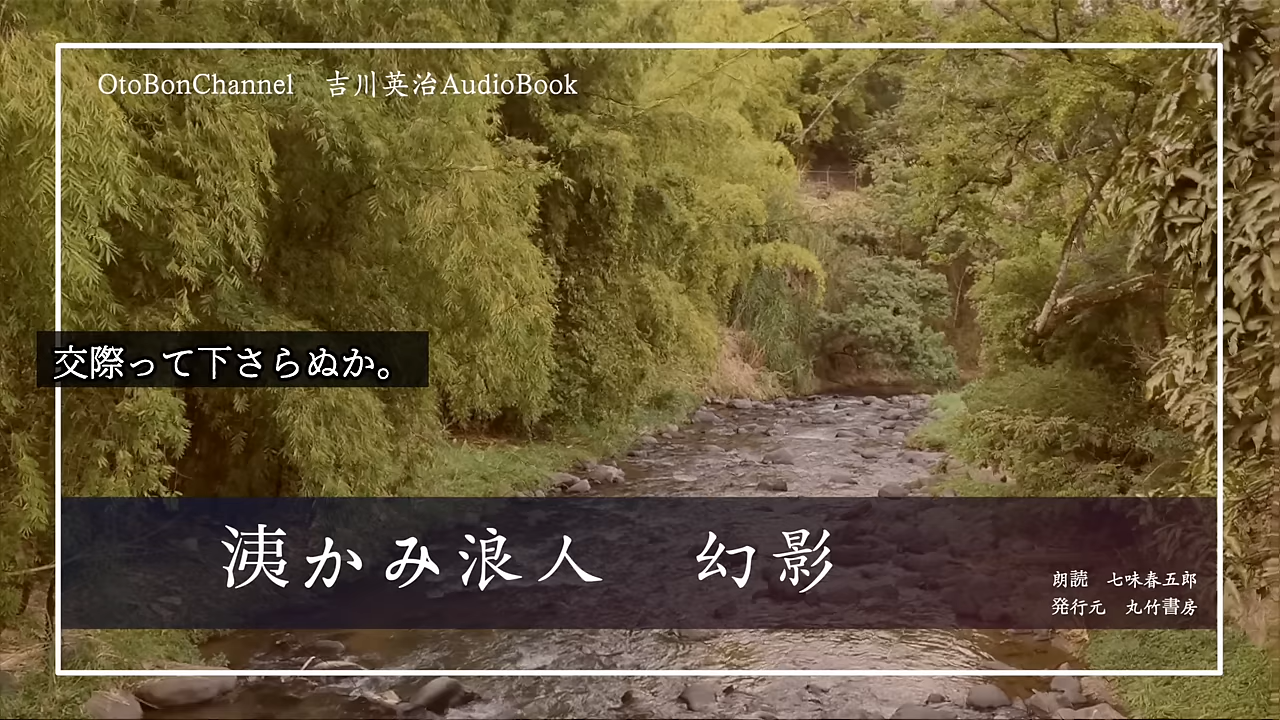 OtoBonChannel　吉川英治AudioBook
交際って下さらぬか。
洟かみ浪人　幻影
朗読　七味春五郎
発行元　丸竹書房